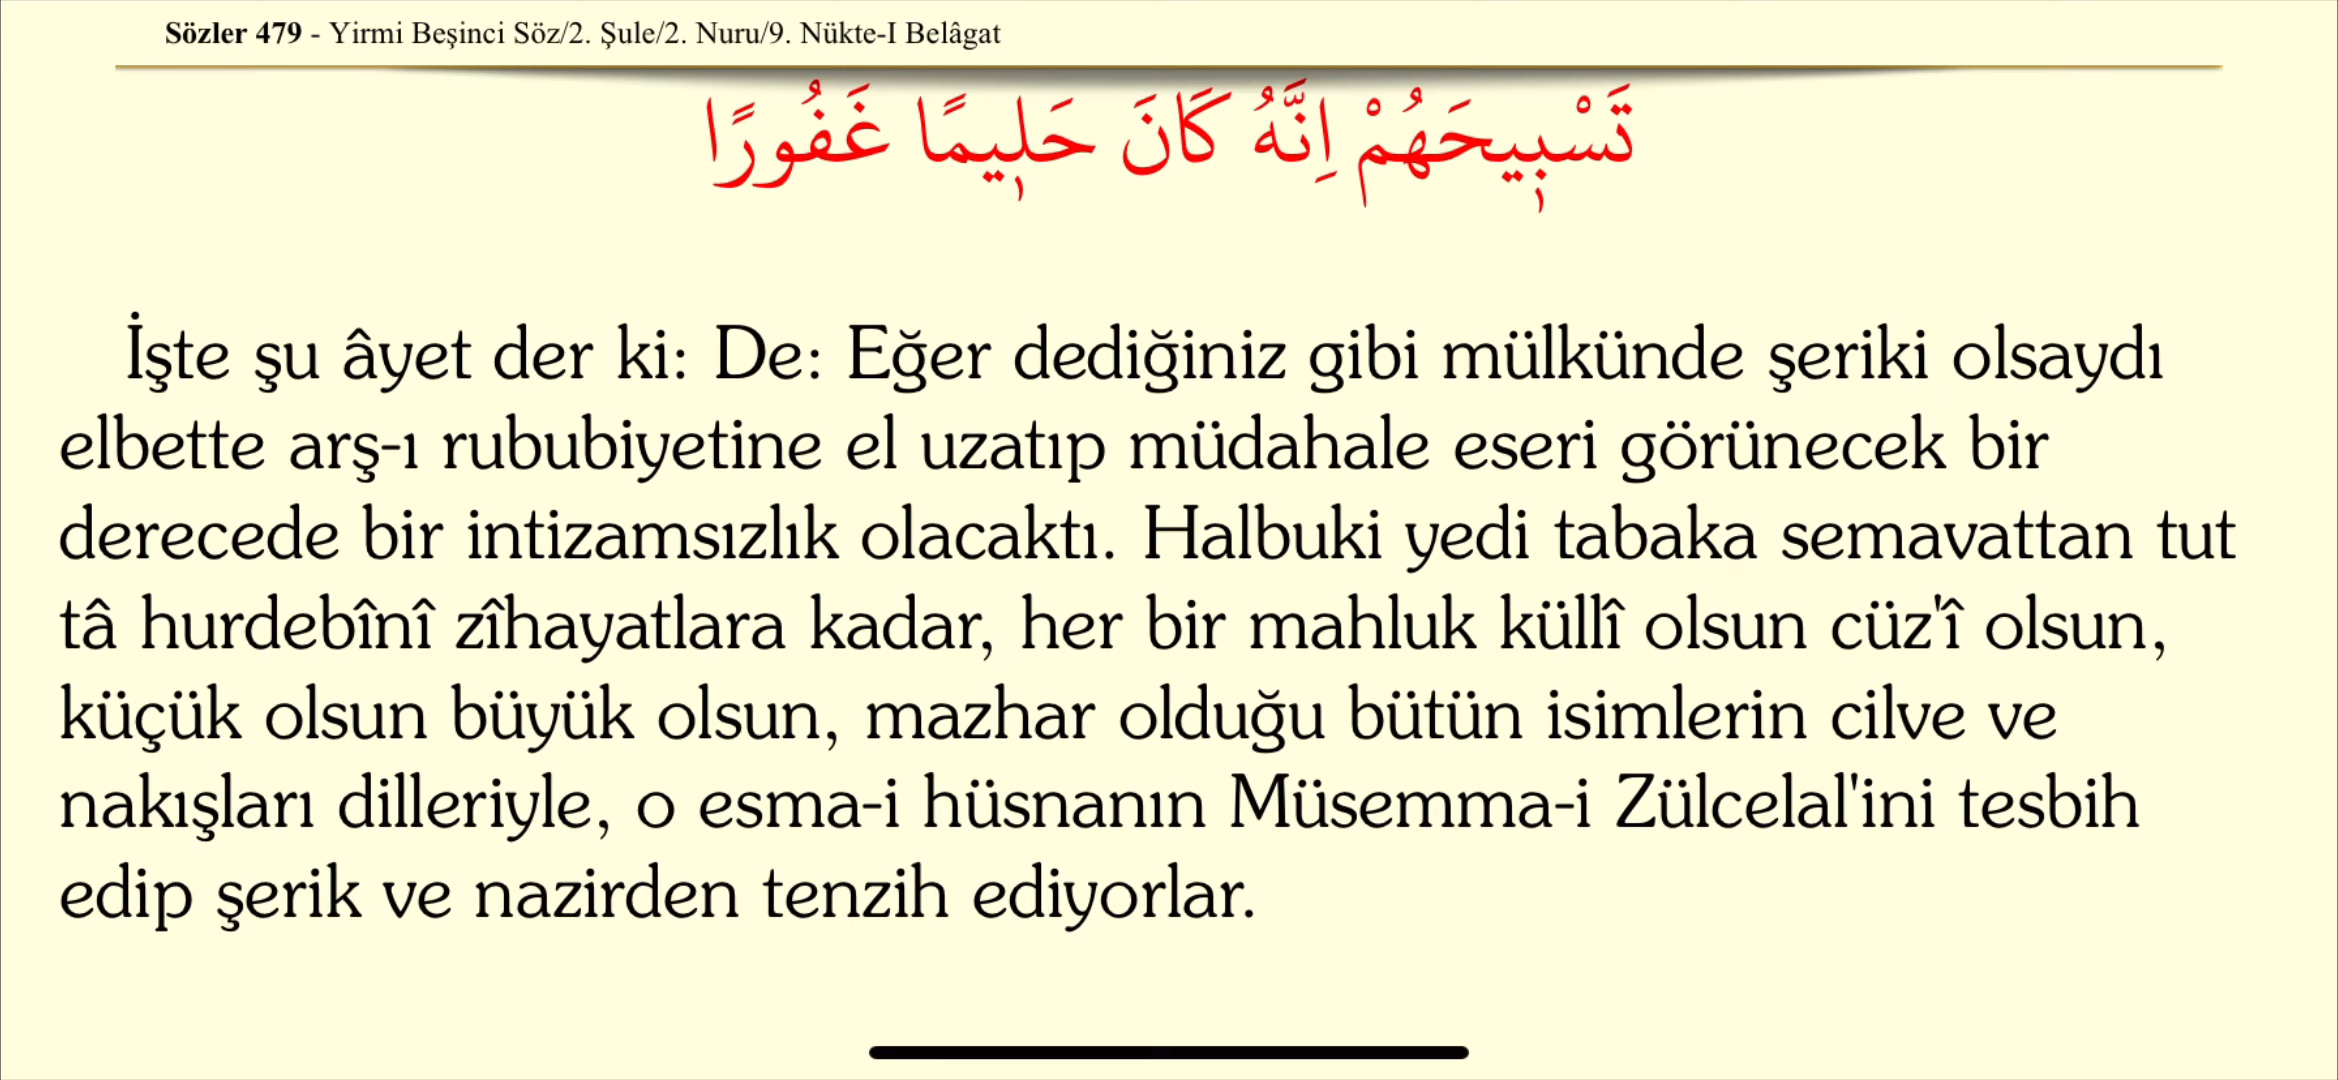 Sözler 479 - Yirmi Beşinci Söz/2. Şule/2. Nuru/9. Nükte-I Belâgat
تَسْبٖيحَهُمْ اِنَّهُ كَانَ حَلٖيمًا غَفُورًا
İşte şu âyet der ki: De: Eğer dediğiniz gibi mülkünde şeriki olsaydı
elbette arş-ı rububiyetine el uzatıp müdahale eseri görünecek bir
derecede bir intizamsızlık olacaktı. Halbuki yedi tabaka semavattan tut
tâ hurdebînî zîhayatlara kadar, her bir mahluk küllî olsun cüz'î olsun,
küçük olsun büyük olsun, mazhar olduğu bütün isimlerin cilve ve
nakışları dilleriyle, o esma-i hüsnanın Müsemma-i Zülcelal'ini tesbih
edip şerik ve nazirden tenzih ediyorlar.